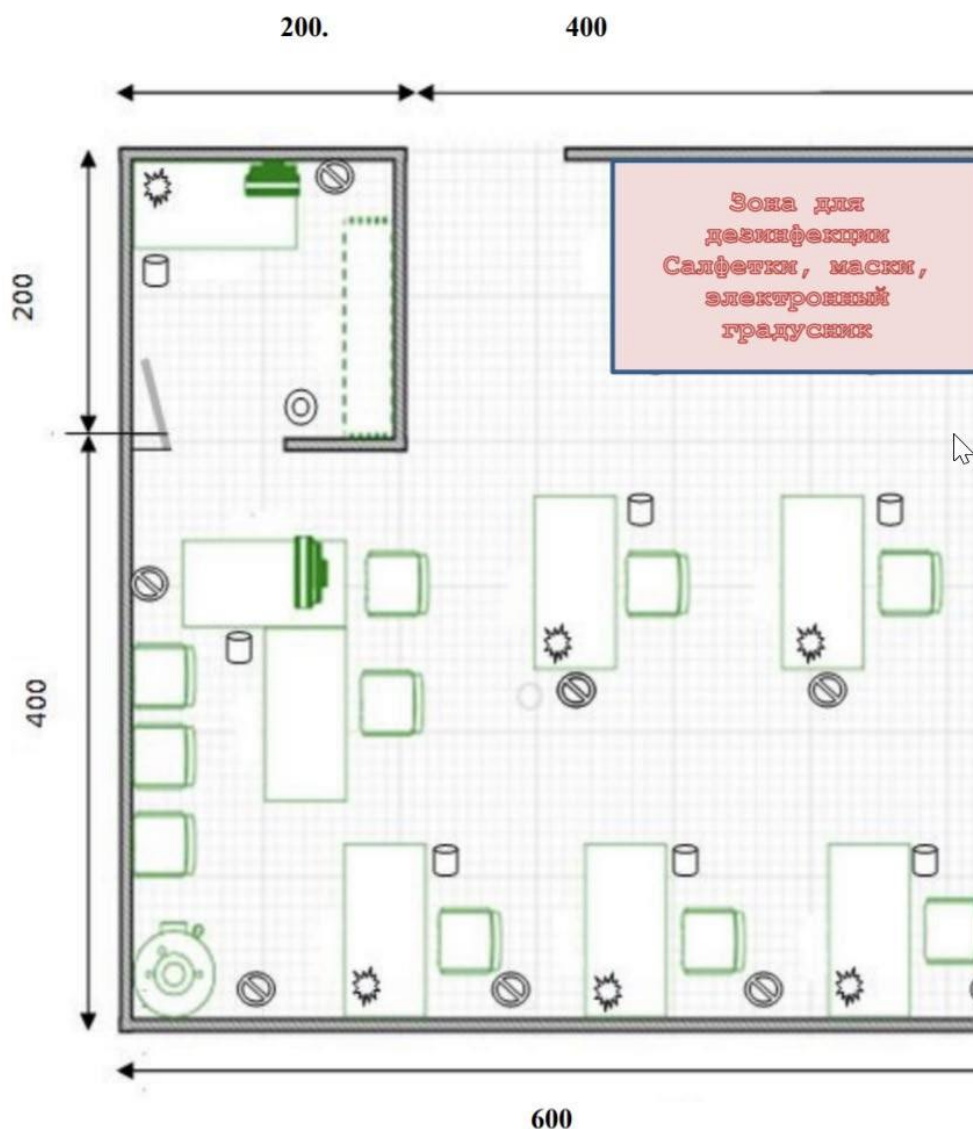 200.
400
200
Зона для
дезинфекции
Салфетки, маски,
электронный
градусник
400
600